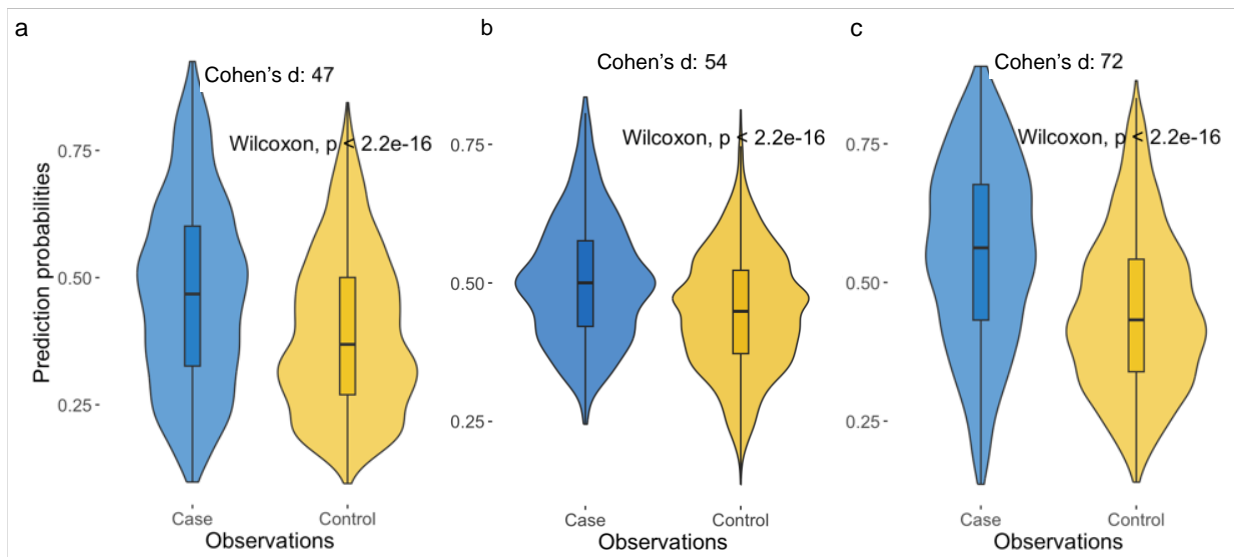 a
Cohen's d: 47
Wilcoxon, p < 2.2e-16
Prediction probabilities
0.75
0.50
0.25
Case
Control
Observations
b
Cohen's d: 54
Wilcoxon, p < 2.2e-16
0.75
0.50
0.25
Case
Control
Observations
c
Cohen's d: 72
Wilcoxon, p < 2.2e-16
0.75
0.50
0.25
Case
Control
Observations